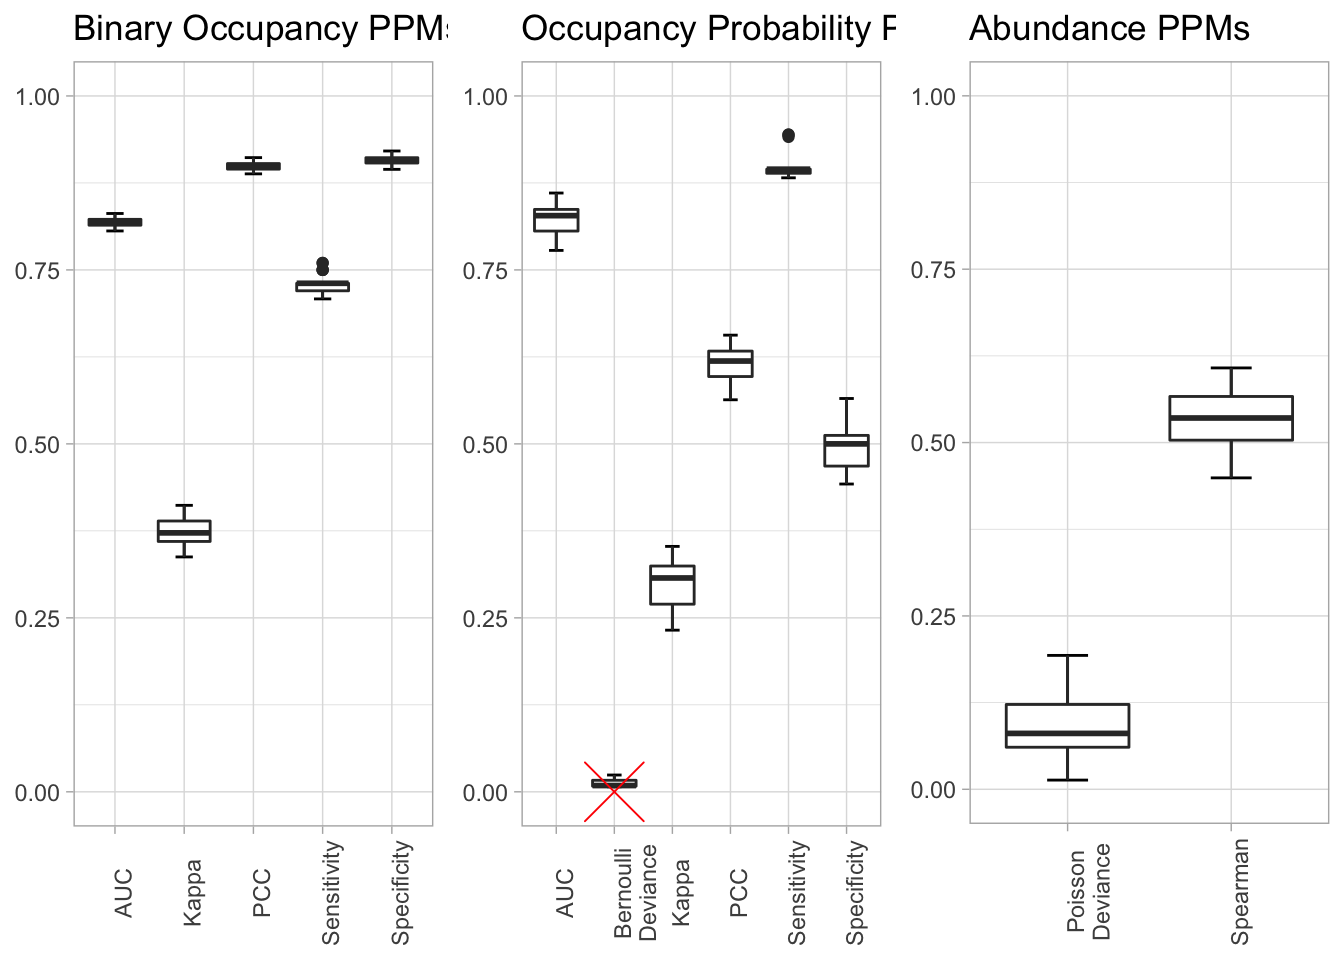 Binary Occupancy PPMs
1.00
0.75
0.50
0.25
0.00
AUC
Kappa
PCC
Sensitivity
Specificity
Occupancy Probability P
1.00
0.75
0.50
0.25
0.00
AUC
Bernoulli
Deviance
Kappa
PCC
Sensitivity
Specificity
Abundance PPMs
1.00
0.75
0.50
0.25
0.00
Poisson
Deviance
Spearman